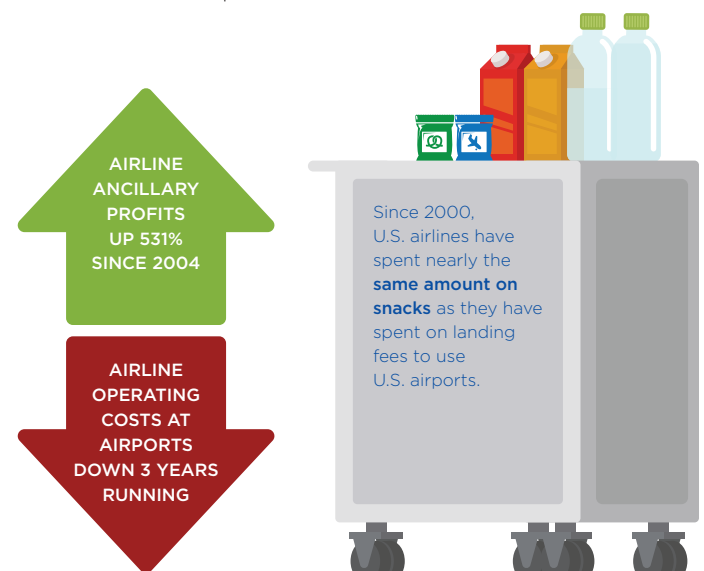 AIRLINE
ANCILLARY
PROFITS
UP 531%
SINCE 2004
AIRLINE
OPERATING
COSTS AT
AIRPORTS
DOWN 3 YEARS
RUNNING
Since 2000,
U.S. airlines have
spent nearly the
same amount on
snacks as they have
spent on landing
fees to use
U.S. airports.